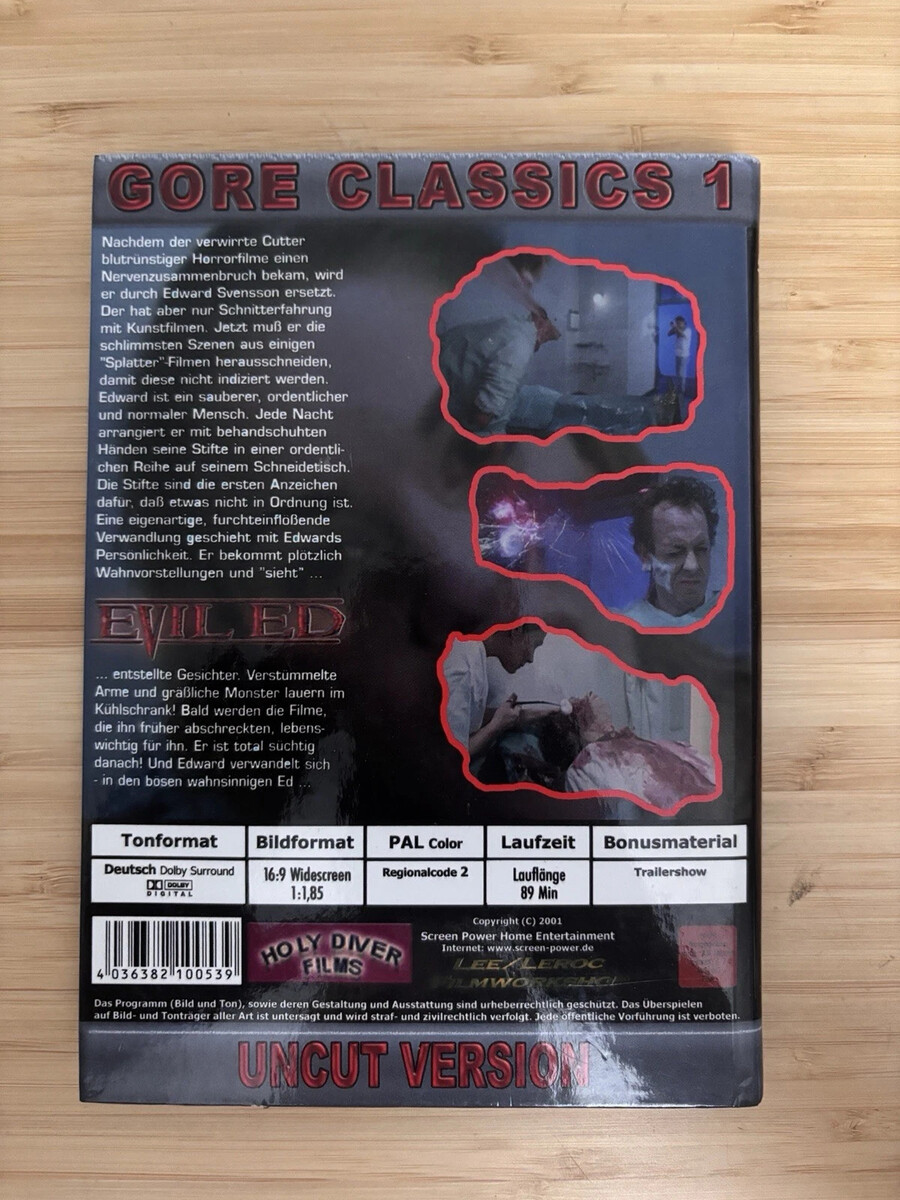 GORE CLASSICS 1
Nachdem der verwirrte Cutter
blutrünstiger Horrorfilme einen
Nervenzusammenbruch bekam, wird
er durch Edward Svensson ersetzt.
Der hat aber nur Schnitterfahrung
mit Kunstfilmen. Jetzt muß er die
schlimmsten Szenen aus einigen
"Splatter"-Filmen herausschneiden,
damit diese nicht indiziert werden.
Edward ist ein sauberer, ordentlicher
und normaler Mensch. Jede Nacht
arrangiert er mit behandschuhten
Händen seine Stifte in einer ordentli-
chen Reihe auf seinem Schneidetisch.
Die Stifte sind die ersten Anzeichen
dafür, daß etwas nicht in Ordnung ist.
Eine eigenartige, furchteinflößende
Verwandlung geschieht mit Edwards
Persönlichkeit. Er bekommt plötzlich
Wahnvorstellungen und "sieht" ...
EVIL ED
... entstellte Gesichter. Verstümmelte
Arme und gräßliche Monster lauern im
Kühlschrank! Bald werden die Filme,
die ihn früher abschreckten, lebens-
wichtig für ihn. Er ist total süchtig
danach! Und Edward verwandelt sich
- in den bösen wahnsinnigen Ed ...
Tonformat
Deutsch Dolby Surround
DOLBY
DIGITAL
Bildformat
16:9 Widescreen
1:1,85
PAL Color
Regionalcode 2
Laufzeit
Lauflänge
89 Min
Bonusmaterial
Trailershow
4 036382 100539
HOLY DIVER
FILMS
Copyright (C) 2001
Screen Power Home Entertainment
Internet: www.screen-power.de
LEE/LEROC
Das Programm (Bild und Ton), sowie deren Gestaltung und Ausstattung sind urheberrechtlich geschützt. Das Überspielen
auf Bild- und Tonträger aller Art ist untersagt und wird straf- und zivilrechtlich verfolgt. Jede öffentliche Vorführung ist verboten.
UNCUT VERSION